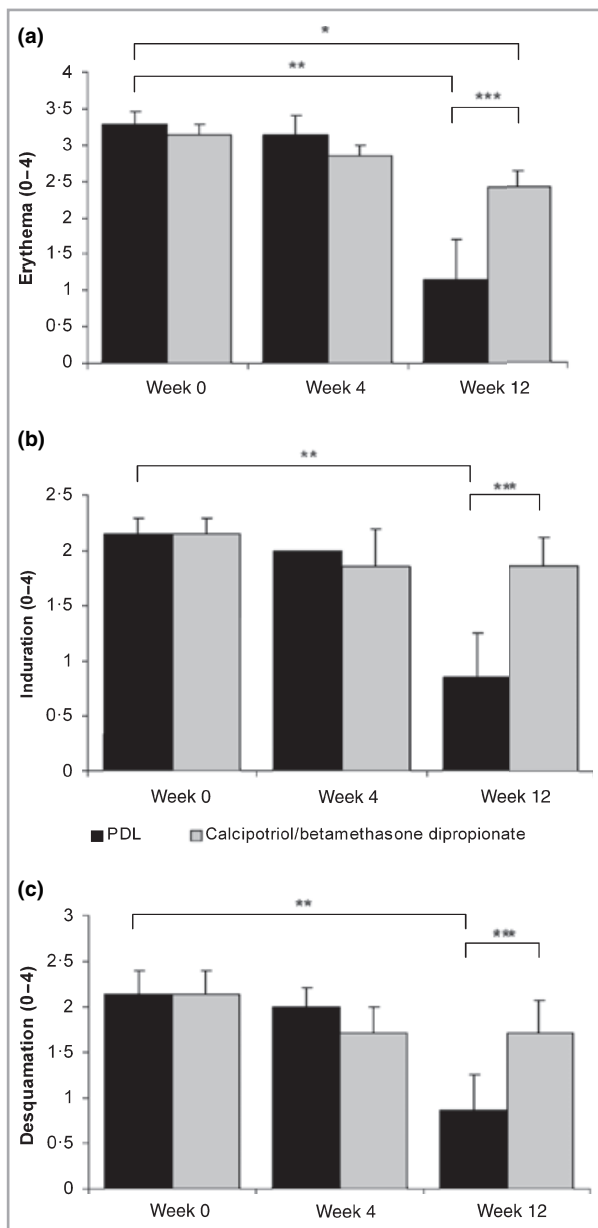 (a)
*
**
***
4
3·5
3
2·5
2
1·5
1
0·5
0
Erythema (0–4)
Week 0 Week 4 Week 12
(b)
**
***
2·5
2
1·5
1
0·5
0
Induration (0–4)
Week 0 Week 4 Week 12
PDL Calcipotriol/betamethasone dipropionate
(c)
**
***
3
2·5
2
1·5
1
0·5
0
Desquamation (0–4)
Week 0 Week 4 Week 12